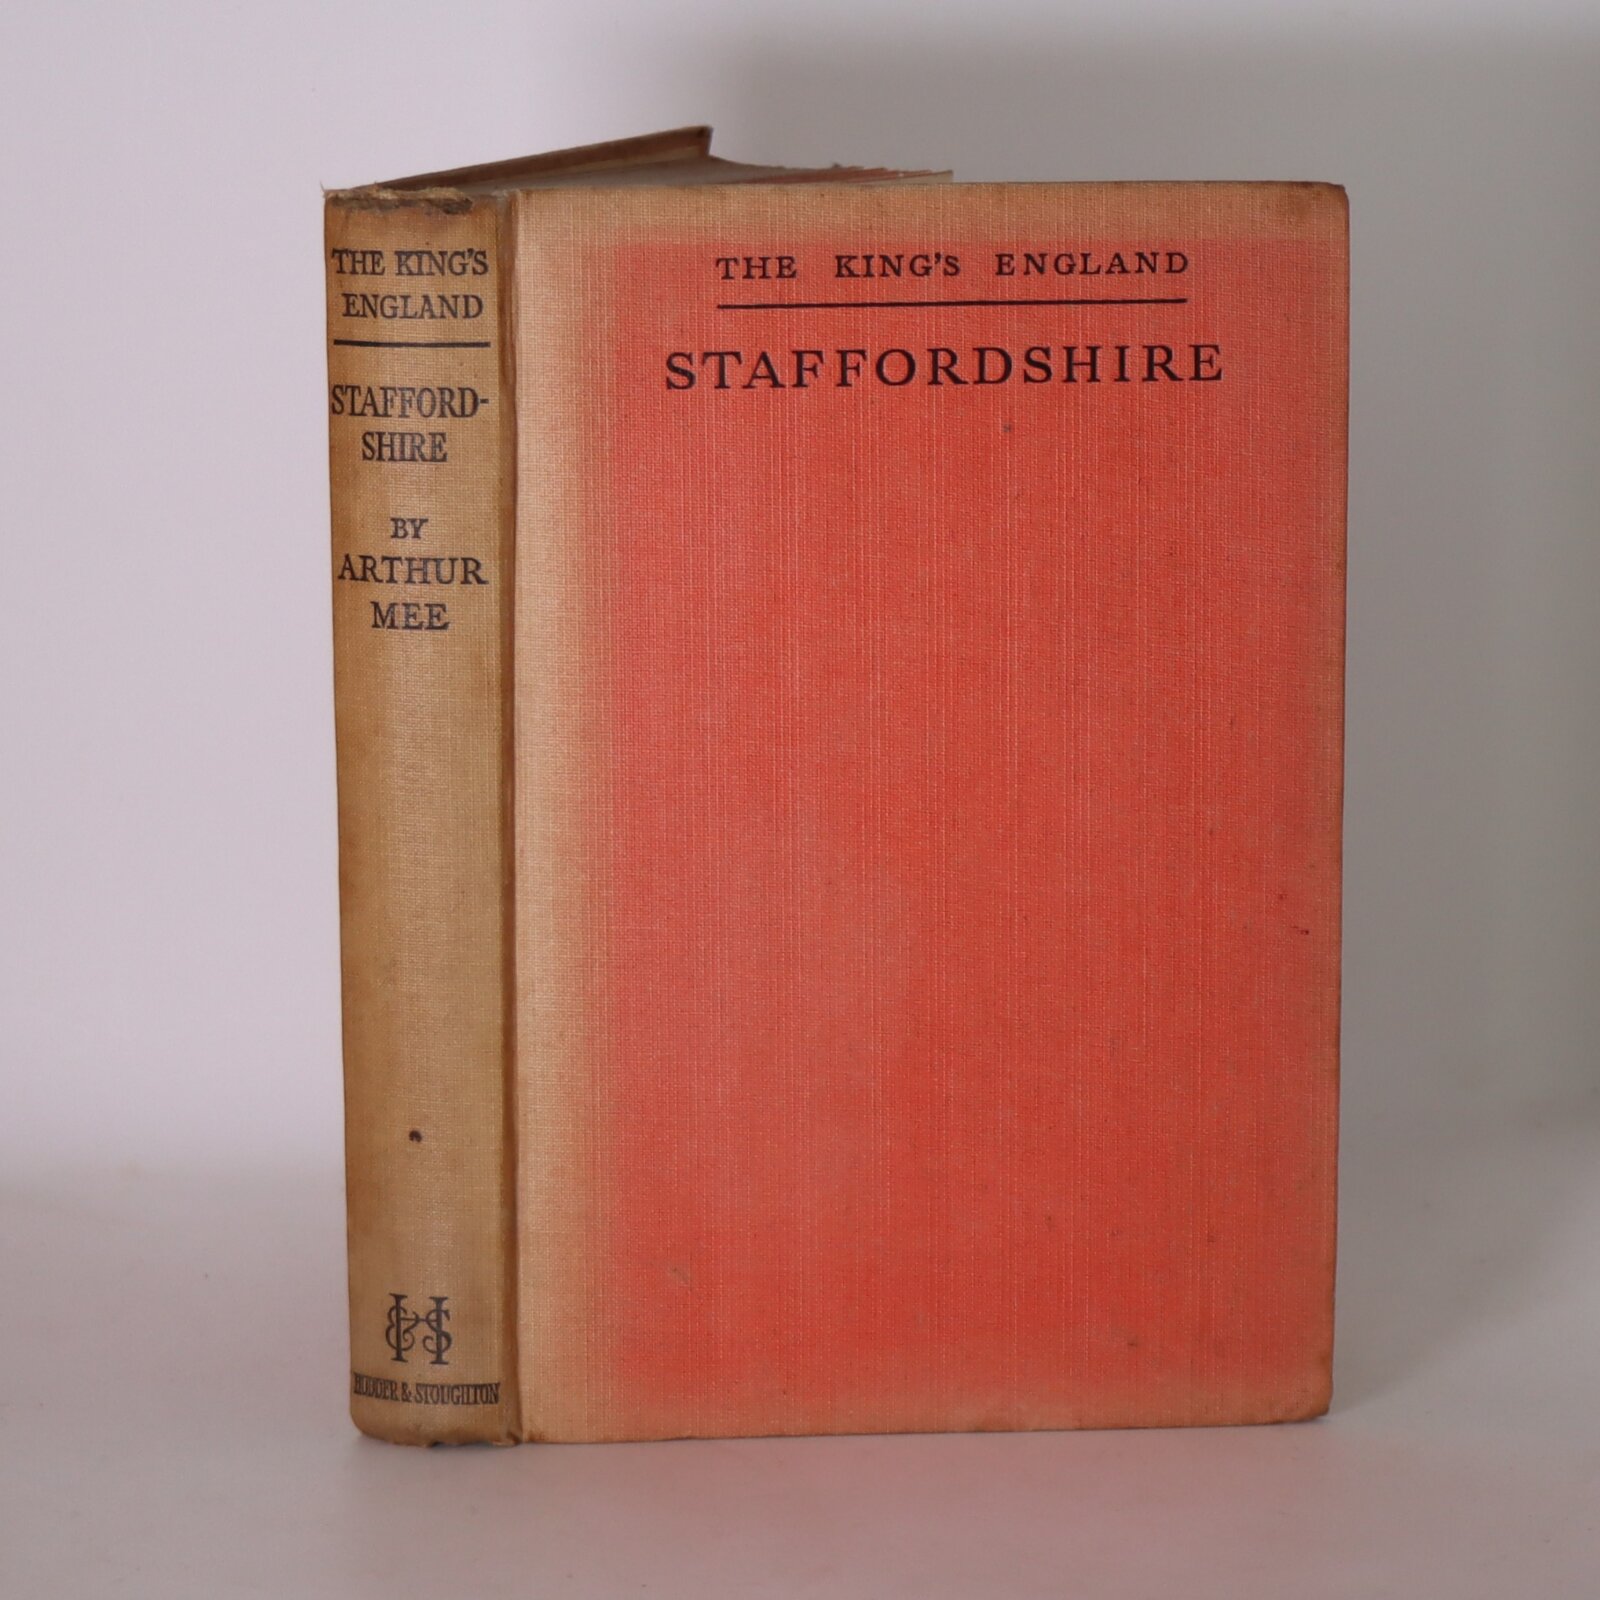 THE KING'S
ENGLAND
STAFFORD-
SHIRE
BY
ARTHUR
MEE
H&S
HODDER & STOUGHTON
THE KING'S ENGLAND
STAFFORDSHIRE